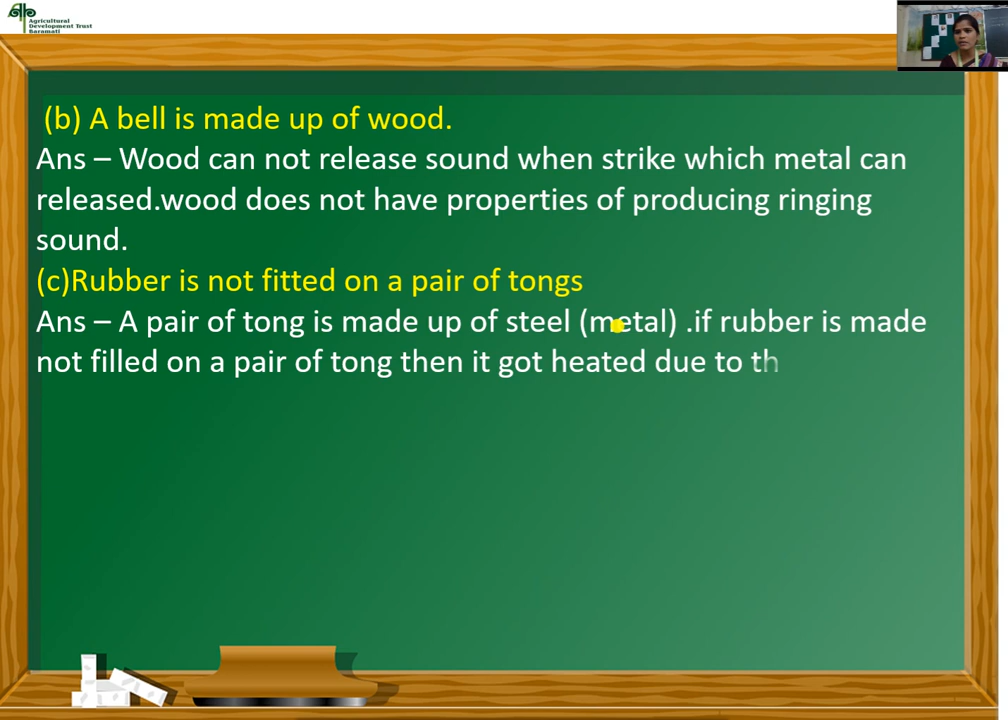 Agricultural
Development Trust
Baramati
(b) A bell is made up of wood.
Ans – Wood can not release sound when strike which metal can
released.wood does not have properties of producing ringing
sound.
(c)Rubber is not fitted on a pair of tongs
Ans – A pair of tong is made up of steel (metal) .if rubber is made
not filled on a pair of tong then it got heated due to th